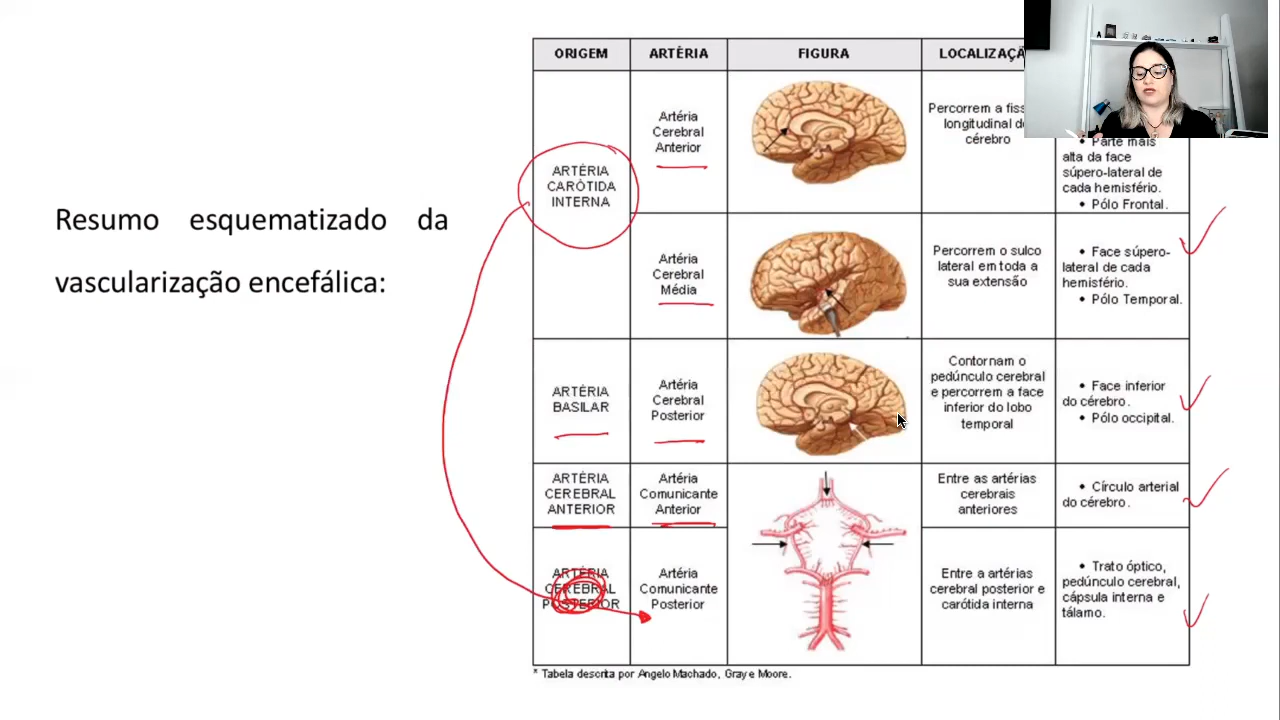 Resumo esquematizado da
vascularização encefálica:
ORIGEM
ARTÉRIA
FIGURA
ARTÉRIA
CARÓTIDA
INTERNA
Artéria
Cerebral
Anterior
Percorrem a
longitudinal
cérebro
• Parte mais
alta da face
súpero-lateral de
cada hemisfério.
• Pólo Frontal.
Artéria
Cerebral
Média
Percorrem o sulco
lateral em toda a
sua extensão
• Face súpero-
lateral de cada
hemisfério.
• Pólo Temporal.
ARTÉRIA
BASILAR
Artéria
Cerebral
Posterior
Contornam o
pedúnculo cerebral
e percorrem a face
inferior do lobo
temporal
• Face inferior
do cérebro.
• Pólo occipital.
ARTÉRIA
CEREBRAL
ANTERIOR
Artéria
Comunicante
Anterior
Entre as artérias
cerebrais
anteriores
• Círculo arterial
do cérebro.
ARTÉRIA
CEREBRAL
POSTERIOR
Artéria
Comunicante
Posterior
Entre a artérias
cerebral posterior e
carótida interna
• Trato óptico,
pedúnculo cerebral,
cápsula interna e
tálamo.
* Tabela descrita por Angelo Machado, Gray e Moore.